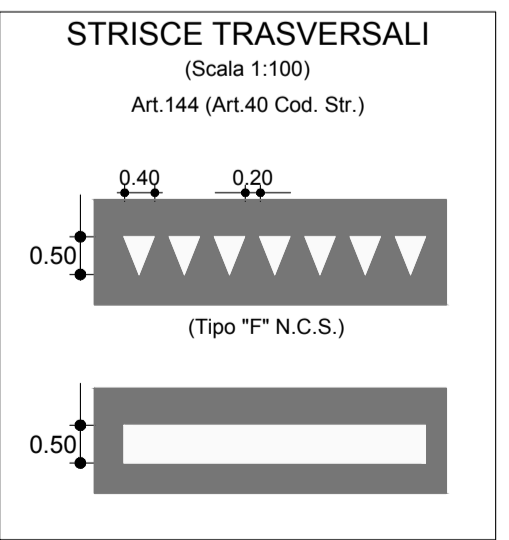 STRISCE TRASVERSALI
(Scala 1:100)
Art.144 (Art.40 Cod. Str.)
0.40 0.20
0.50
(Tipo "F" N.C.S.)
0.50